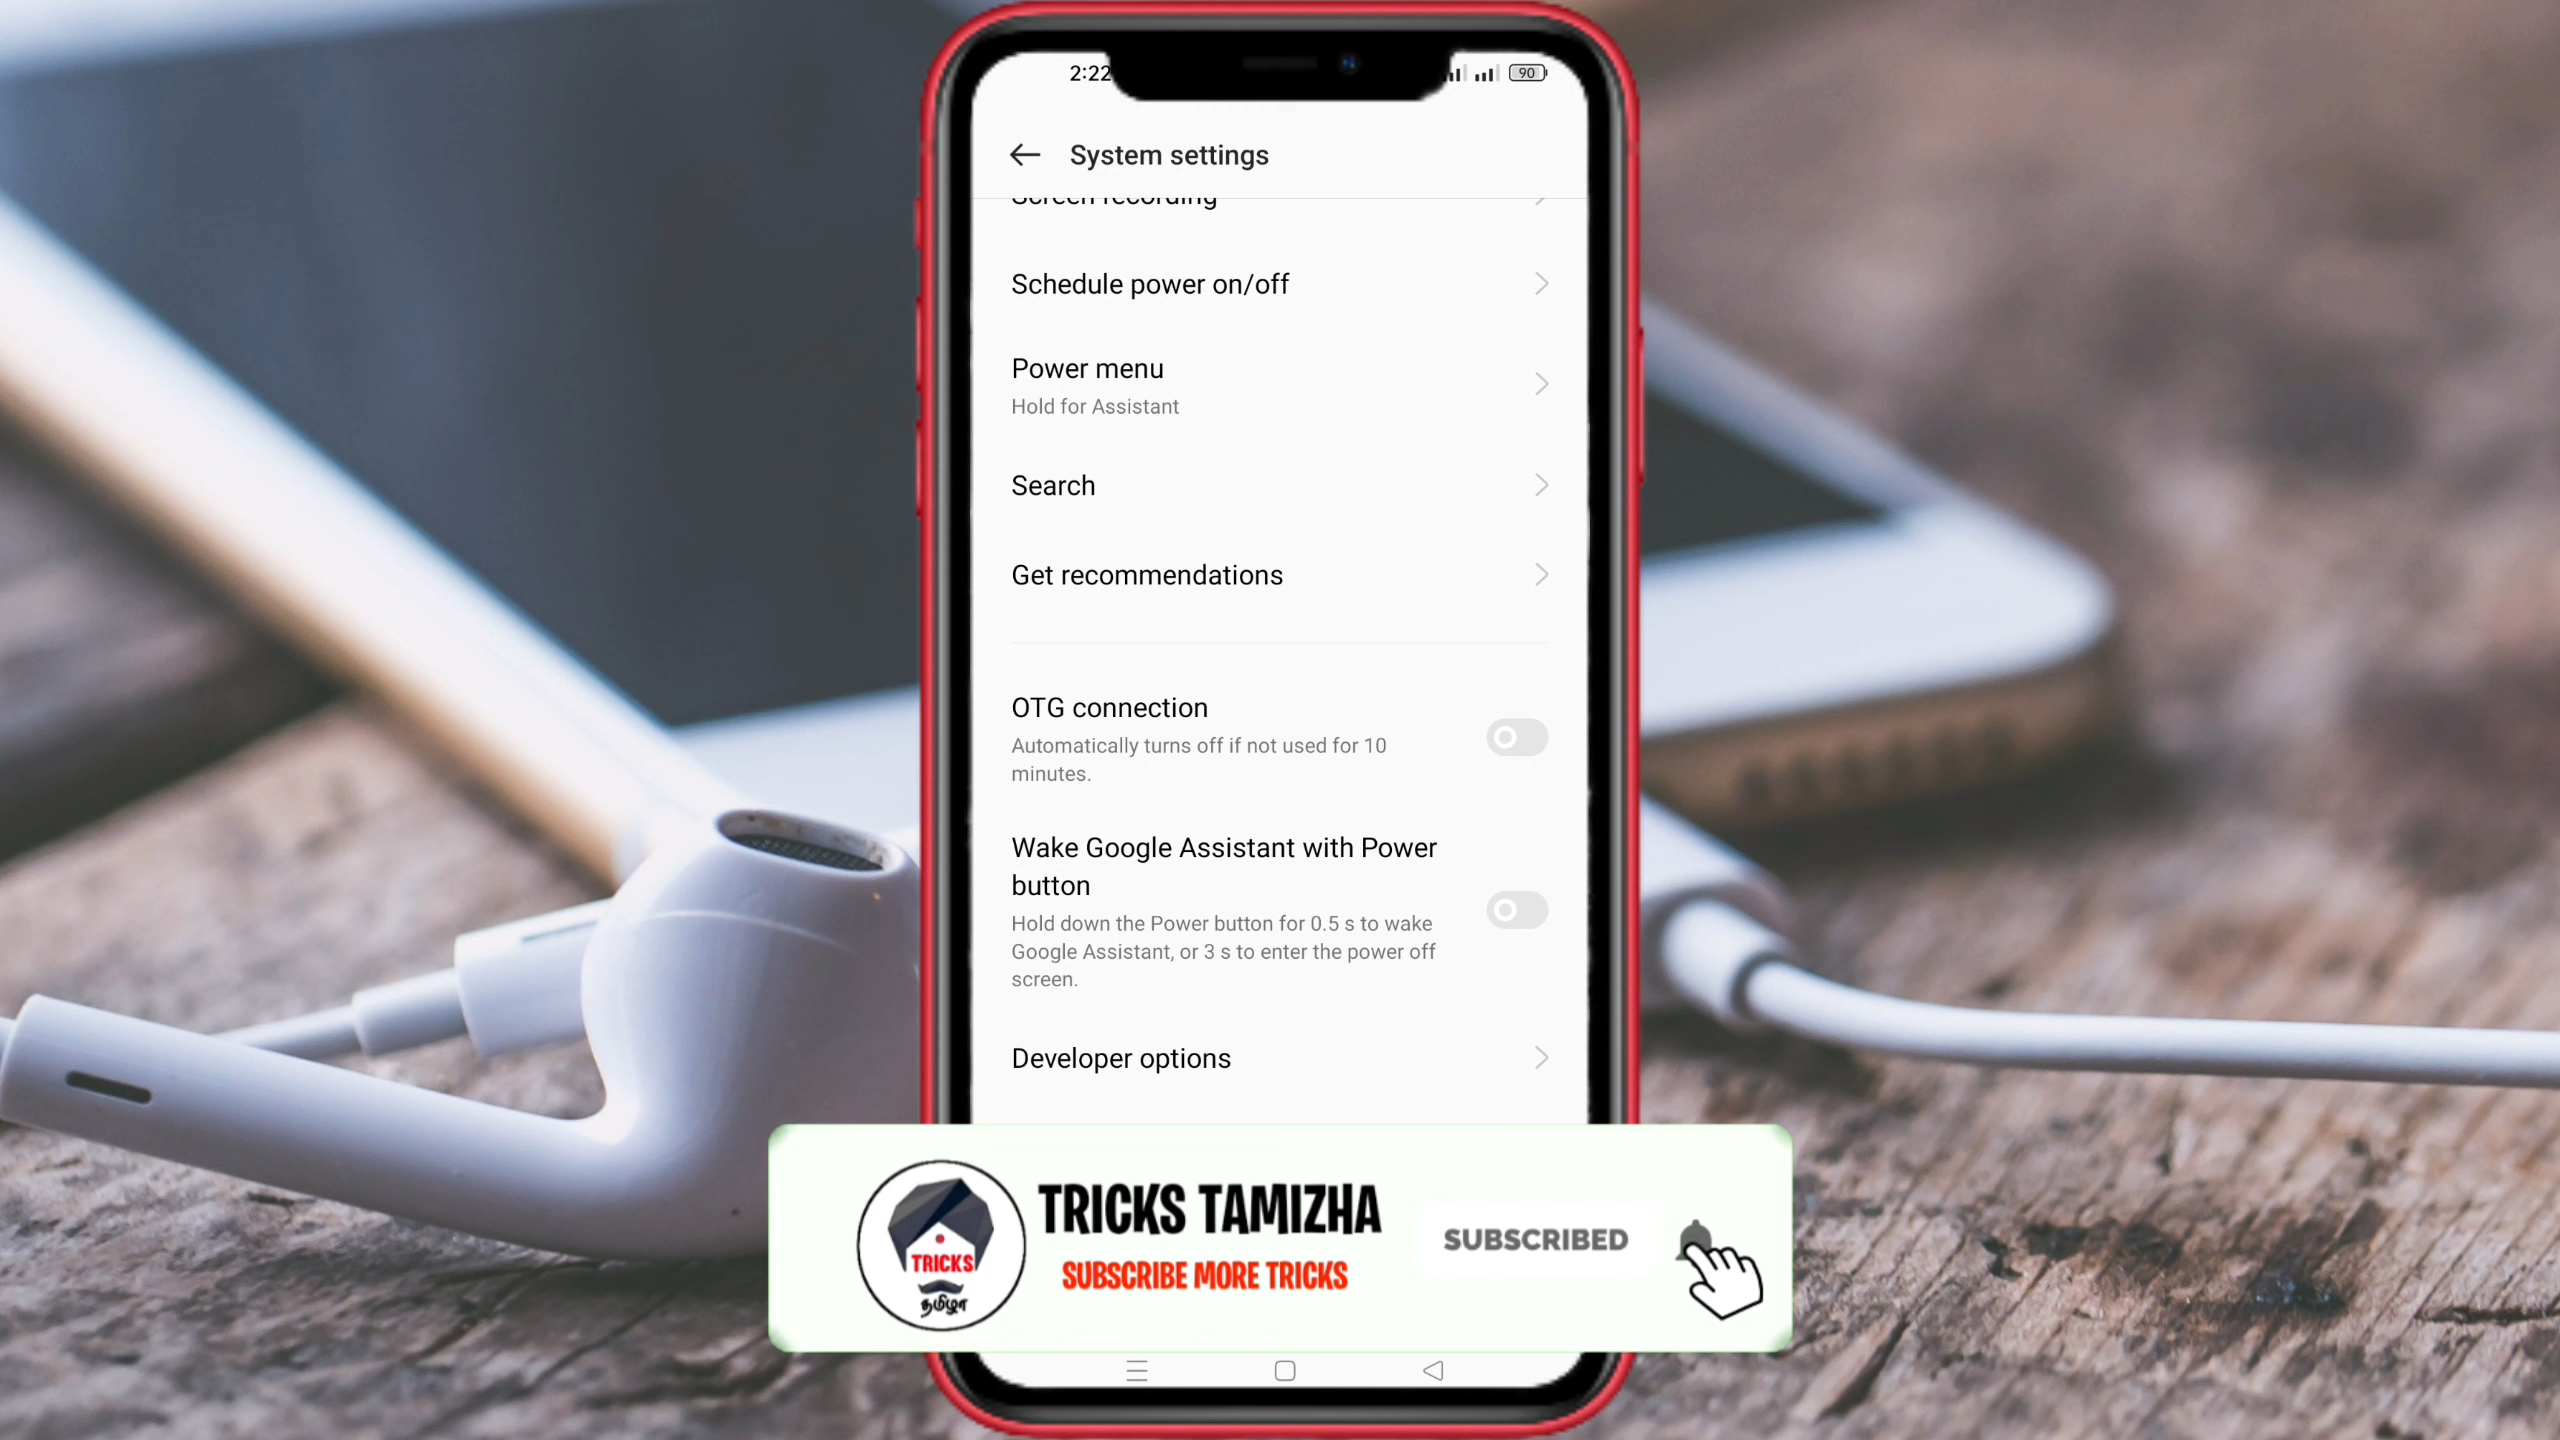 2:22
90
System settings
Screen recording
Schedule power on/off
Power menu
Hold for Assistant
Search
Get recommendations
OTG connection
Automatically turns off if not used for 10
minutes.
Wake Google Assistant with Power
button
Hold down the Power button for 0.5 s to wake
Google Assistant, or 3 s to enter the power off
screen.
Developer options
TRICKS
தமிழா
TRICKS TAMIZHA
SUBSCRIBE MORE TRICKS
SUBSCRIBED